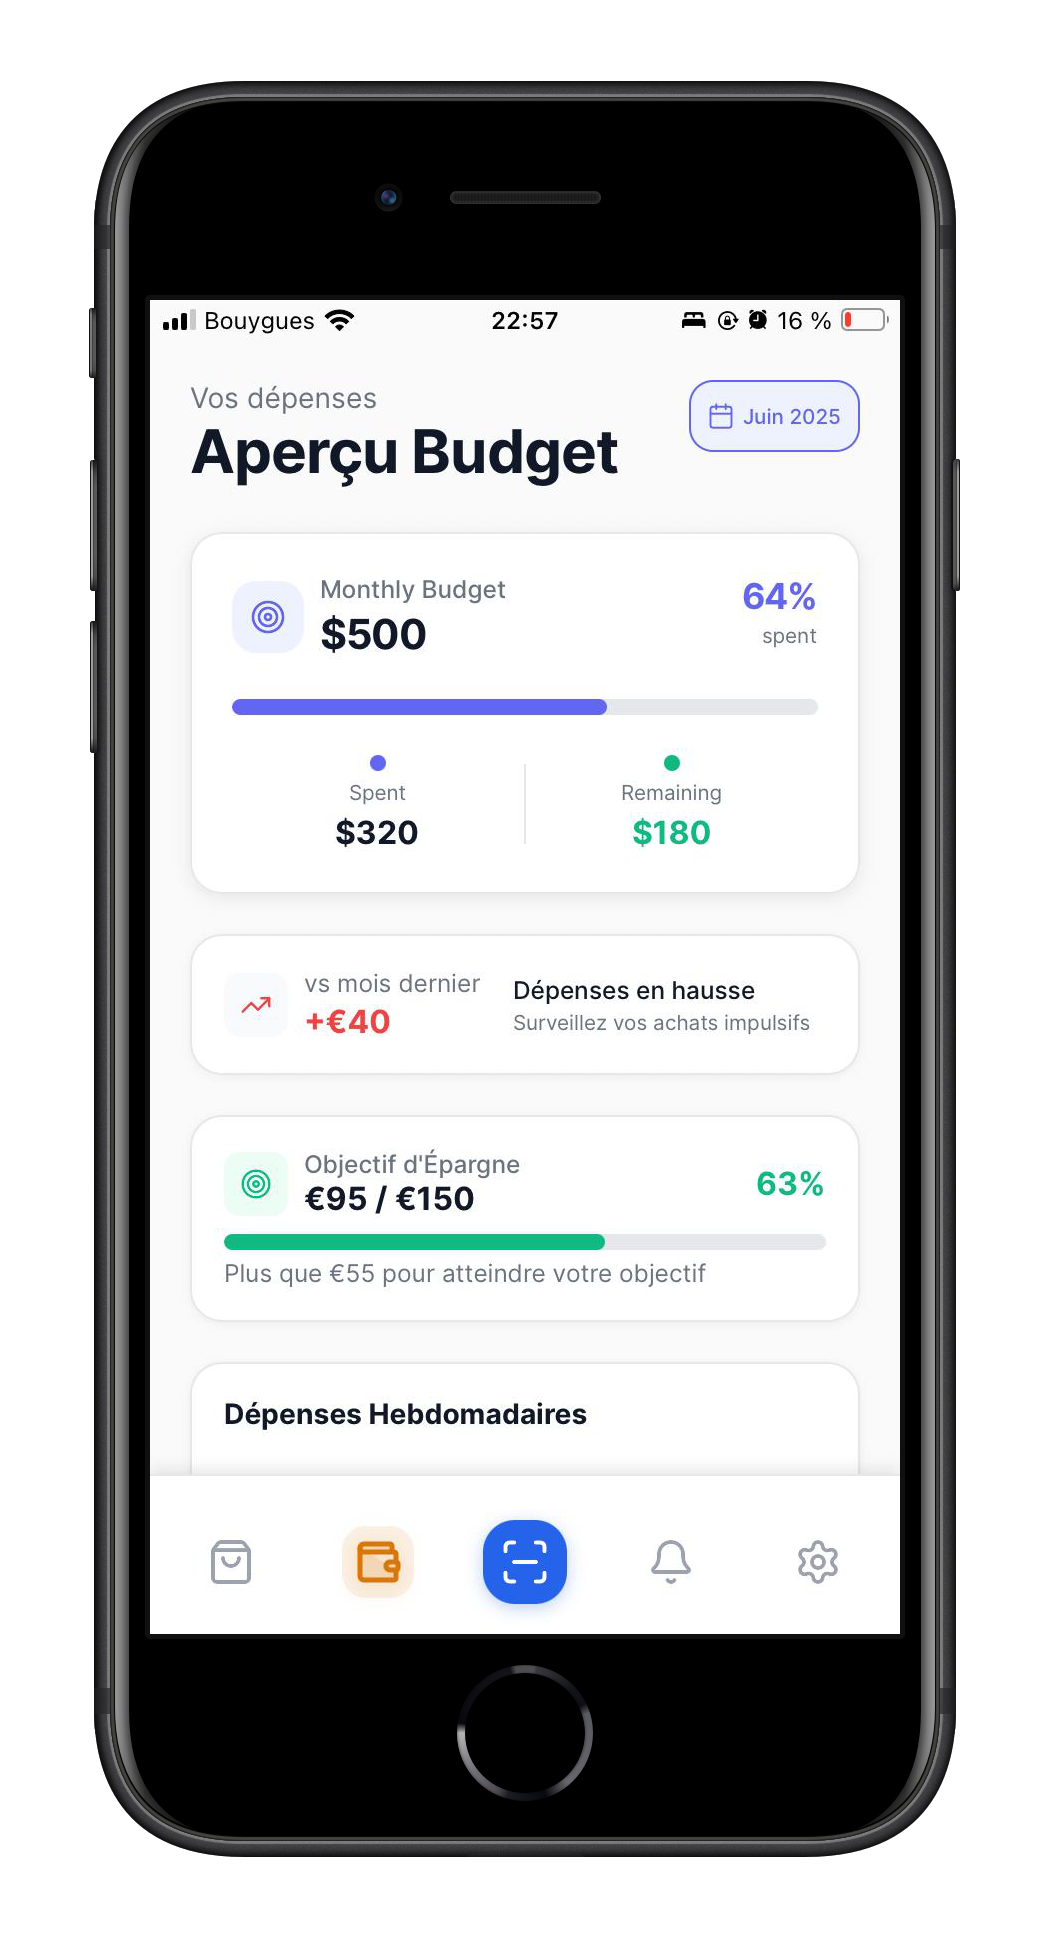 Bouygues 22:57 16 %
Vos dépenses
Aperçu Budget
Juin 2025
Monthly Budget
$500
64%
spent
Spent
$320
Remaining
$180
vs mois dernier
+€40
Dépenses en hausse
Surveillez vos achats impulsifs
Objectif d'Épargne
€95 / €150
63%
Plus que €55 pour atteindre votre objectif
Dépenses Hebdomadaires